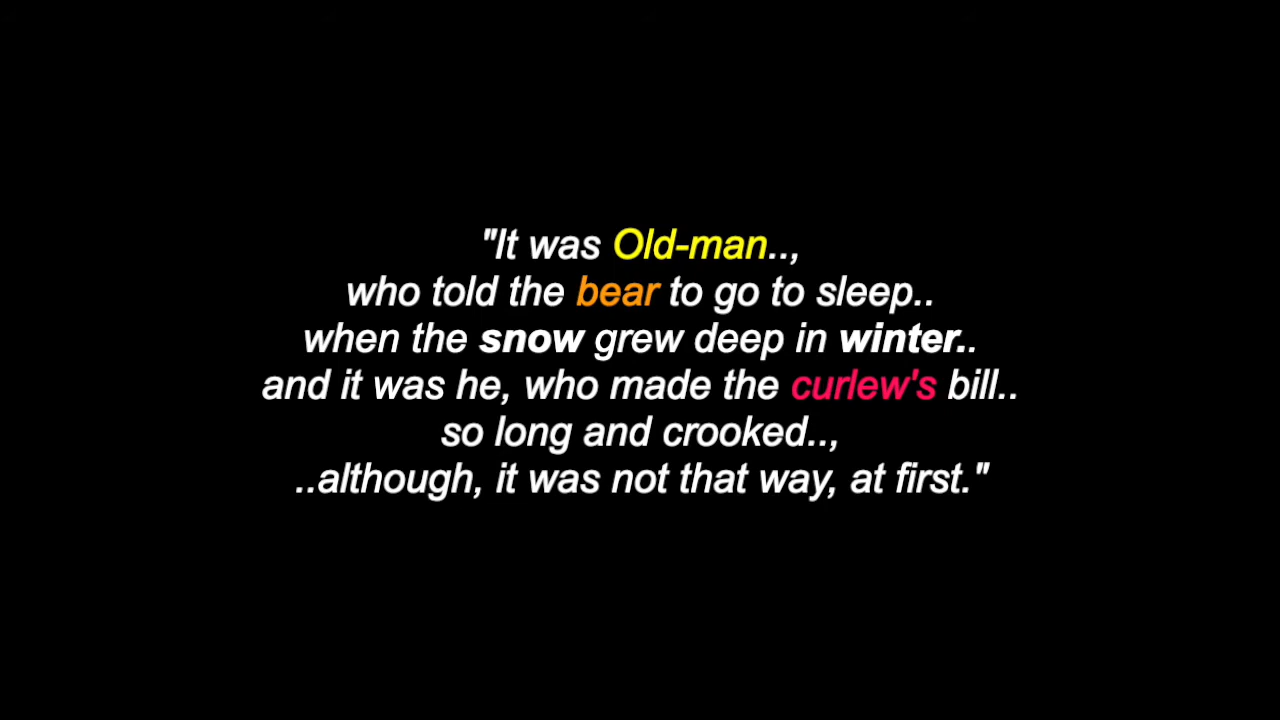 "It was Old-man..,
who told the bear to go to sleep..
when the snow grew deep in winter..
and it was he, who made the curlew's bill..
so long and crooked..,
..although, it was not that way, at first."